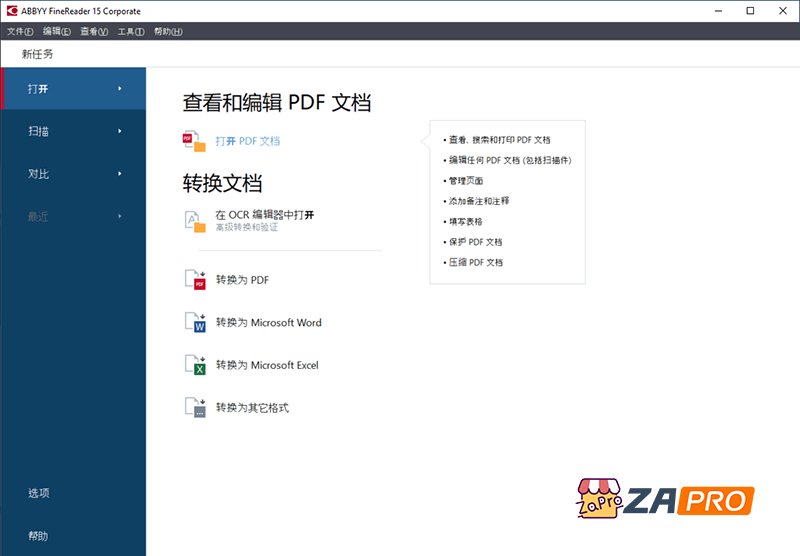 ABBYY FineReader 15 Corporate
文件(F) 编辑(E) 查看(V) 工具(T) 帮助(H)
新任务
打开
扫描
对比
最近
选项
帮助
查看和编辑 PDF 文档
打开 PDF 文档
转换文档
在 OCR 编辑器中打开
高级转换和验证
转换为 PDF
转换为 Microsoft Word
转换为 Microsoft Excel
转换为其它格式
• 查看、搜索和打印 PDF 文档
• 编辑任何 PDF 文档 (包括扫描件)
• 管理页面
• 添加备注和注释
• 填写表格
• 保护 PDF 文档
• 压缩 PDF 文档
ZaPro ZA PRO